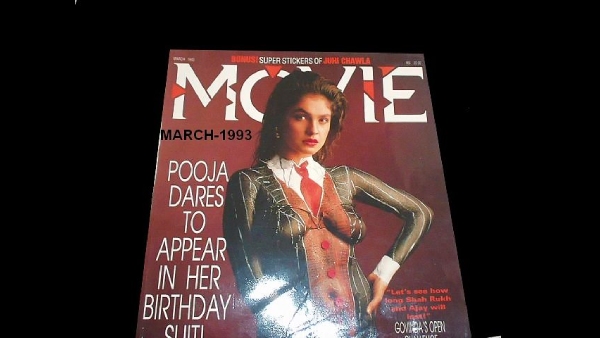 BONUS! SUPER STICKERS OF JUHI CHAWLA
MOVIE
MARCH-1993
POOJA
DARES
TO
APPEAR
IN HER
BIRTHDAY
SUIT!
"Let's see how
long Shah Rukh
and Ajay will
last!"
GOVINDA'S OPEN
CHALLENGE